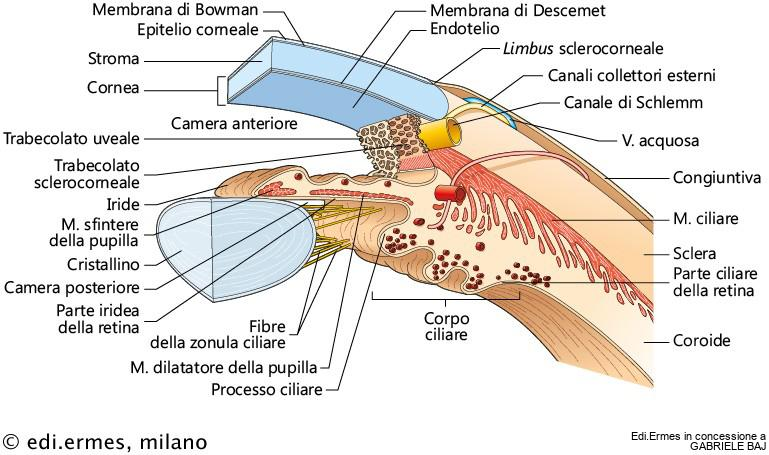 Membrana di Bowman
Epitelio corneale
Stroma
Cornea
Camera anteriore
Trabecolato uveale
Trabecolato
sclerocorneale
Iride
M. sfintere
della pupilla
Cristallino
Camera posteriore
Parte iridea
della retina
Fibre
della zonula ciliare
M. dilatatore della pupilla
Processo ciliare
Corpo
ciliare
Membrana di Descemet
Endotelio
Limbus sclerocorneale
Canali collettori esterni
Canale di Schlemm
V. acquosa
Congiuntiva
M. ciliare
Sclera
Parte ciliare
della retina
Coroide
© edi.ermes, milano
Edi.Ermes in concessione a
GABRIELE BAJ